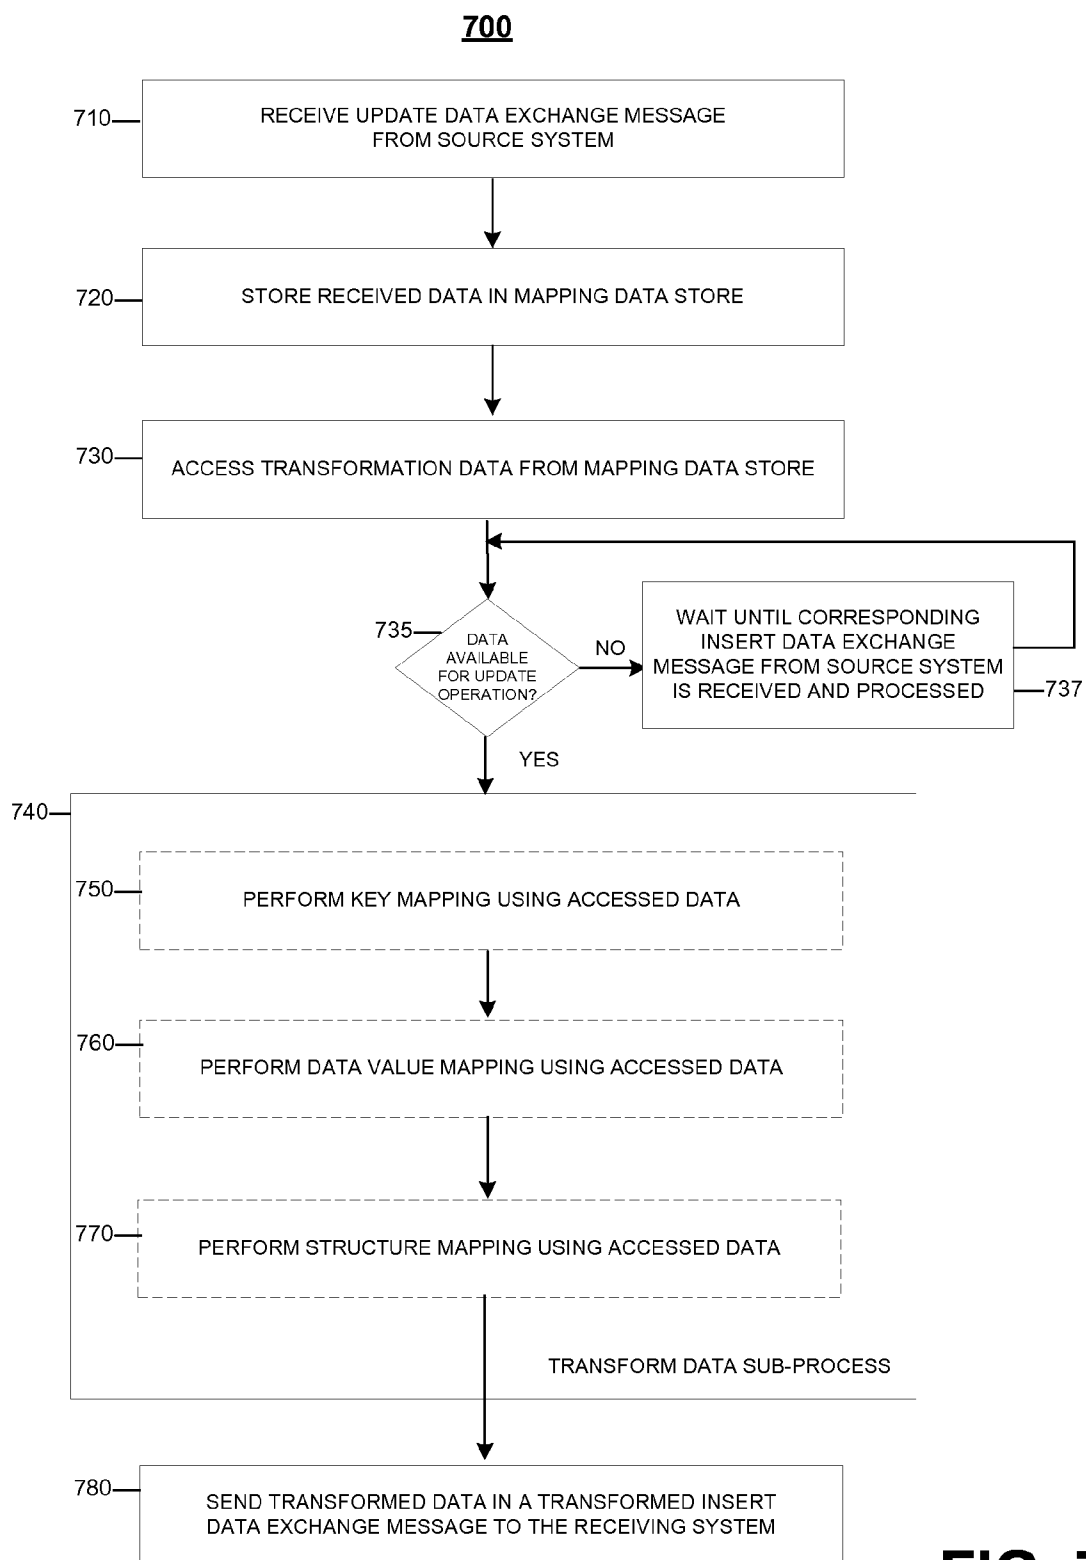 700
710
RECEIVE UPDATE DATA EXCHANGE MESSAGE
FROM SOURCE SYSTEM
720
STORE RECEIVED DATA IN MAPPING DATA STORE
730
ACCESS TRANSFORMATION DATA FROM MAPPING DATA STORE
735
DATA
AVAILABLE
FOR UPDATE
OPERATION?
NO
WAIT UNTIL CORRESPONDING
INSERT DATA EXCHANGE
MESSAGE FROM SOURCE SYSTEM
IS RECEIVED AND PROCESSED
737
YES
740
750
PERFORM KEY MAPPING USING ACCESSED DATA
760
PERFORM DATA VALUE MAPPING USING ACCESSED DATA
770
PERFORM STRUCTURE MAPPING USING ACCESSED DATA
TRANSFORM DATA SUB-PROCESS
780
SEND TRANSFORMED DATA IN A TRANSFORMED INSERT
DATA EXCHANGE MESSAGE TO THE RECEIVING SYSTEM